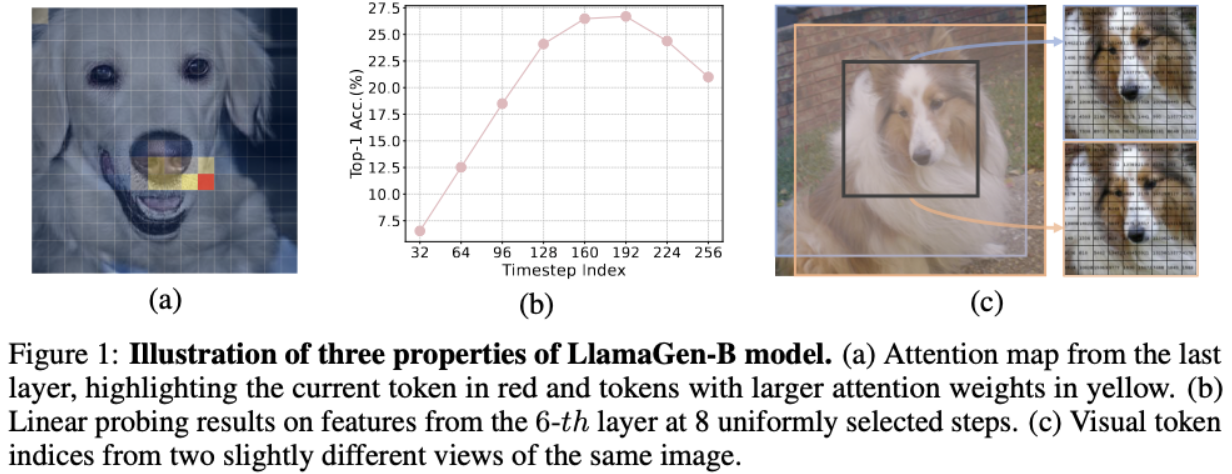 27.5
25.0
22.5
20.0
17.5
15.0
12.5
10.0
7.5
Top-1 Acc.(%)
32 64 96 128 160 192 224 256
Timestep Index
(a)
(b)
(c)
Figure 1: Illustration of three properties of LlamaGen-B model. (a) Attention map from the last
layer, highlighting the current token in red and tokens with larger attention weights in yellow. (b)
Linear probing results on features from the 6-th layer at 8 uniformly selected steps. (c) Visual token
indices from two slightly different views of the same image.